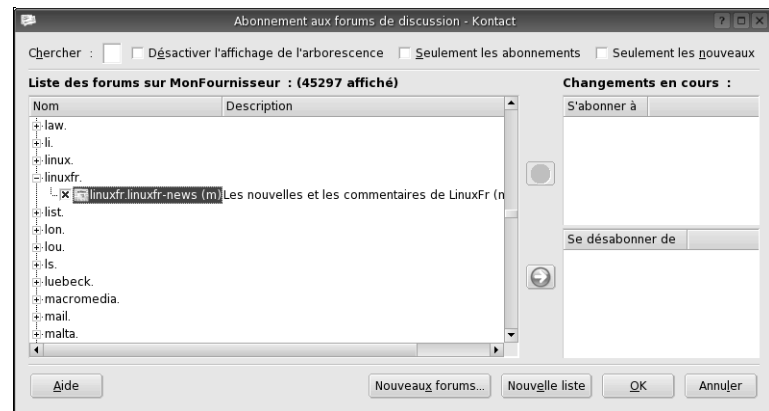 Abonnement aux forums de discussion - Kontact
Chercher : Désactiver l'affichage de l'arborescence Seulement les abonnements Seulement les nouveaux
Liste des forums sur MonFournisseur : (45297 affiché) Changements en cours :
Nom Description S'abonner à
law.
li.
linux.
linuxfr.
linuxfr.linuxfr-news (m) Les nouvelles et les commentaires de LinuxFr (n
list.
lon.
lou. Se désabonner de
ls.
luebeck.
macromedia.
mail.
malta.
Aide Nouveaux forums... Nouvelle liste OK Annuler